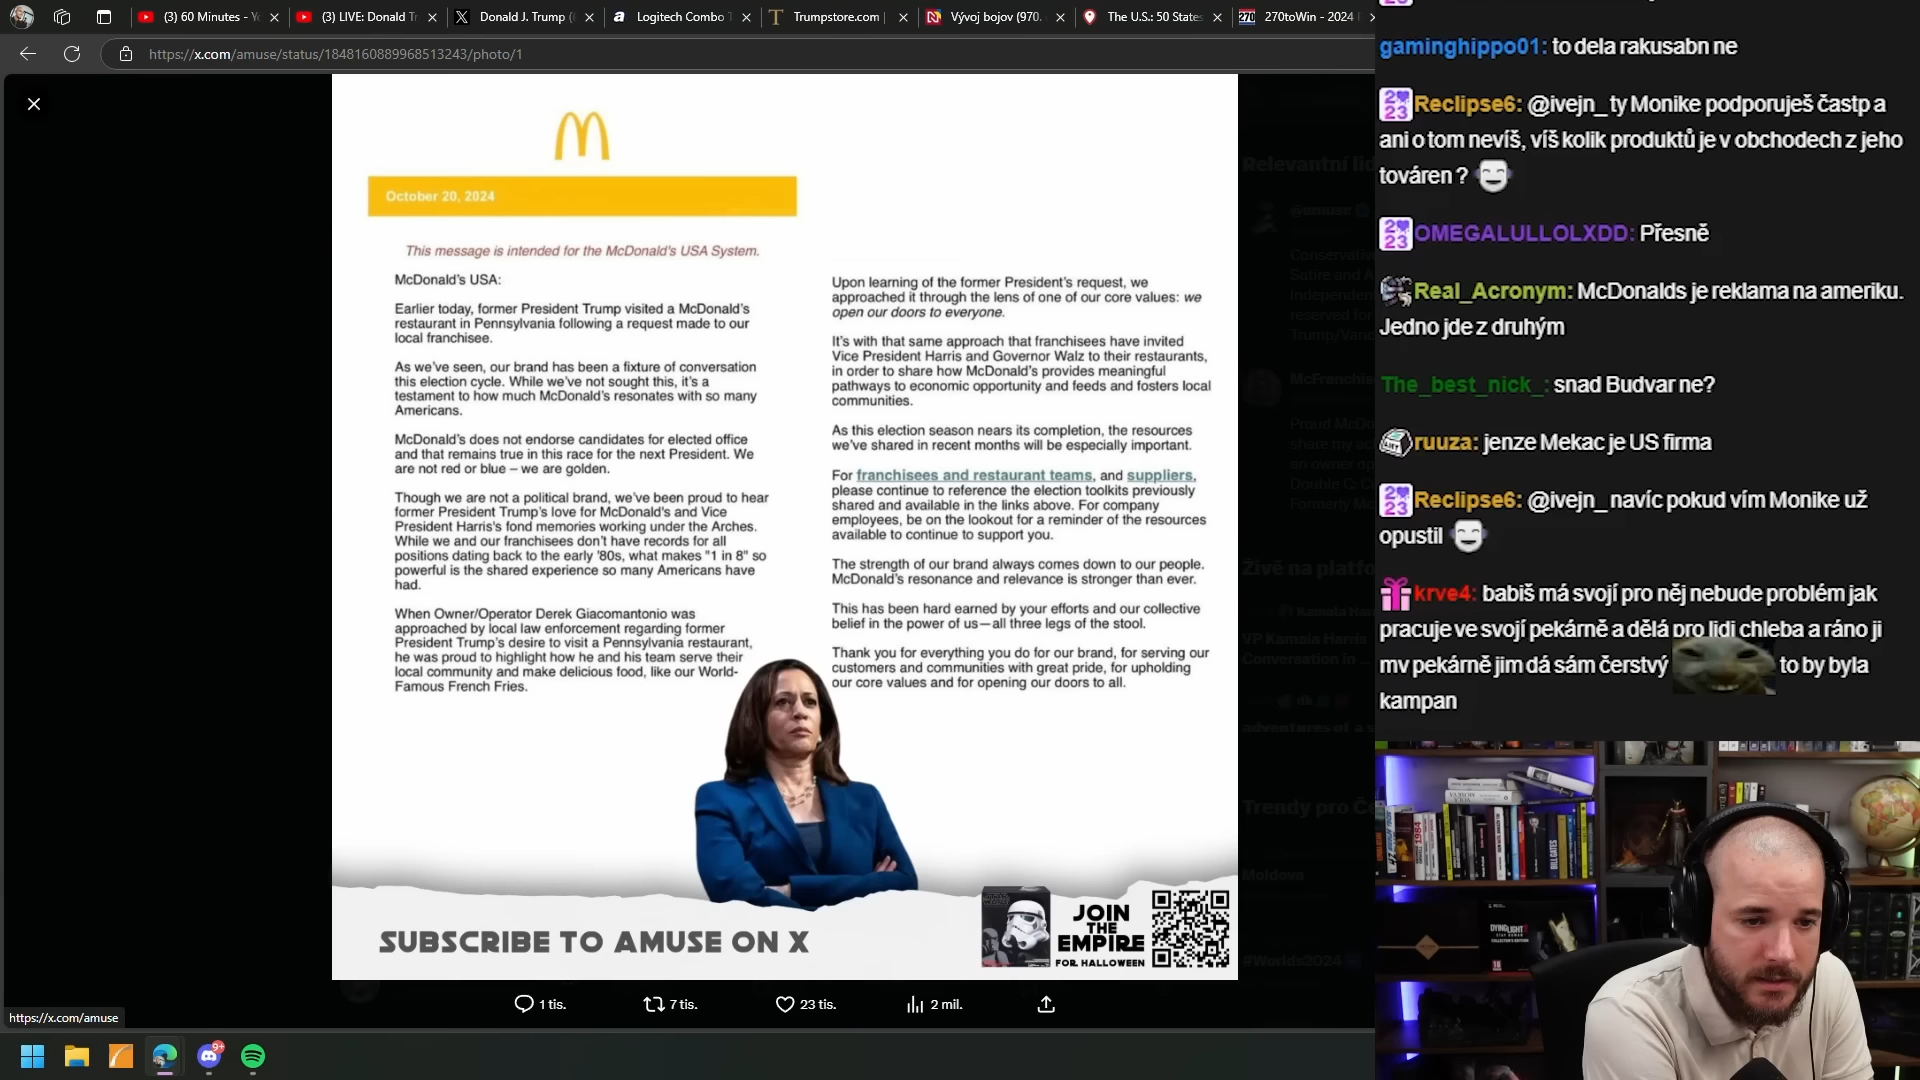 (3) 60 Minutes - Y
(3) LIVE: Donald Tr
Donald J. Trump (
Logitech Combo T
Trumpstore.com |
Vývoj bojov (970.
The U.S.: 50 States
270toWin - 2024
https://x.com/amuse/status/1848160889968513243/photo/1
October 20, 2024
This message is intended for the McDonald's USA System.
McDonald's USA:
Earlier today, former President Trump visited a McDonald's
restaurant in Pennsylvania following a request made to our
local franchisee.
As we've seen, our brand has been a fixture of conversation
this election cycle. While we've not sought this, it's a
testament to how much McDonald's resonates with so many
Americans.
McDonald's does not endorse candidates for elected office
and that remains true in this race for the next President. We
are not red or blue – we are golden.
Though we are not a political brand, we've been proud to hear
former President Trump's love for McDonald's and Vice
President Harris's fond memories working under the Arches.
While we and our franchisees don't have records for all
positions dating back to the early '80s, what makes "1 in 8" so
powerful is the shared experience so many Americans have
had.
When Owner/Operator Derek Giacomantonio was
approached by local law enforcement regarding former
President Trump's desire to visit a Pennsylvania restaurant,
he was proud to highlight how he and his team serve their
local community and make delicious food, like our World-
Famous French Fries.
Upon learning of the former President's request, we
approached it through the lens of one of our core values: we
open our doors to everyone.
It's with that same approach that franchisees have invited
Vice President Harris and Governor Walz to their restaurants,
in order to share how McDonald's provides meaningful
pathways to economic opportunity and feeds and fosters local
communities.
As this election season nears its completion, the resources
we've shared in recent months will be especially important.
For franchisees and restaurant teams, and suppliers,
please continue to reference the election toolkits previously
shared and available in the links above. For company
employees, be on the lookout for a reminder of the resources
available to continue to support you.
The strength of our brand always comes down to our people.
McDonald's resonance and relevance is stronger than ever.
This has been hard earned by your efforts and our collective
belief in the power of us—all three legs of the stool.
Thank you for everything you do for our brand, for serving our
customers and communities with great pride, for upholding
our core values and for opening our doors to all.
SUBSCRIBE TO AMUSE ON X
JOIN
THE
EMPIRE
FOR HALLOWEEN
1 tis.
7 tis.
23 tis.
2 mil.
https://x.com/amuse
9+
Relevantní lid
Živě na platfo
Trendy pro Č
Moldova
#Worlds2024
gaminghippo01: to dela rakusabn ne
Reclipse6: @ivejn_ ty Monike podporuješ častp a
ani o tom nevíš, víš kolik produktů je v obchodech z jeho
továren ?
OMEGALULLOLXDD: Přesně
Real_Acronym: McDonalds je reklama na ameriku.
Jedno jde z druhým
The_best_nick_: snad Budvar ne?
ruuza: jenze Mekac je US firma
Reclipse6: @ivejn_ navíc pokud vím Monike už
opustil
krve4: babiš má svojí pro něj nebude problém jak
pracuje ve svojí pekárně a dělá pro lidi chleba a ráno ji
mv pekárně jim dá sám čerstvý to by byla
kampan
1984
BILL GATES
DYING LIGHT 2